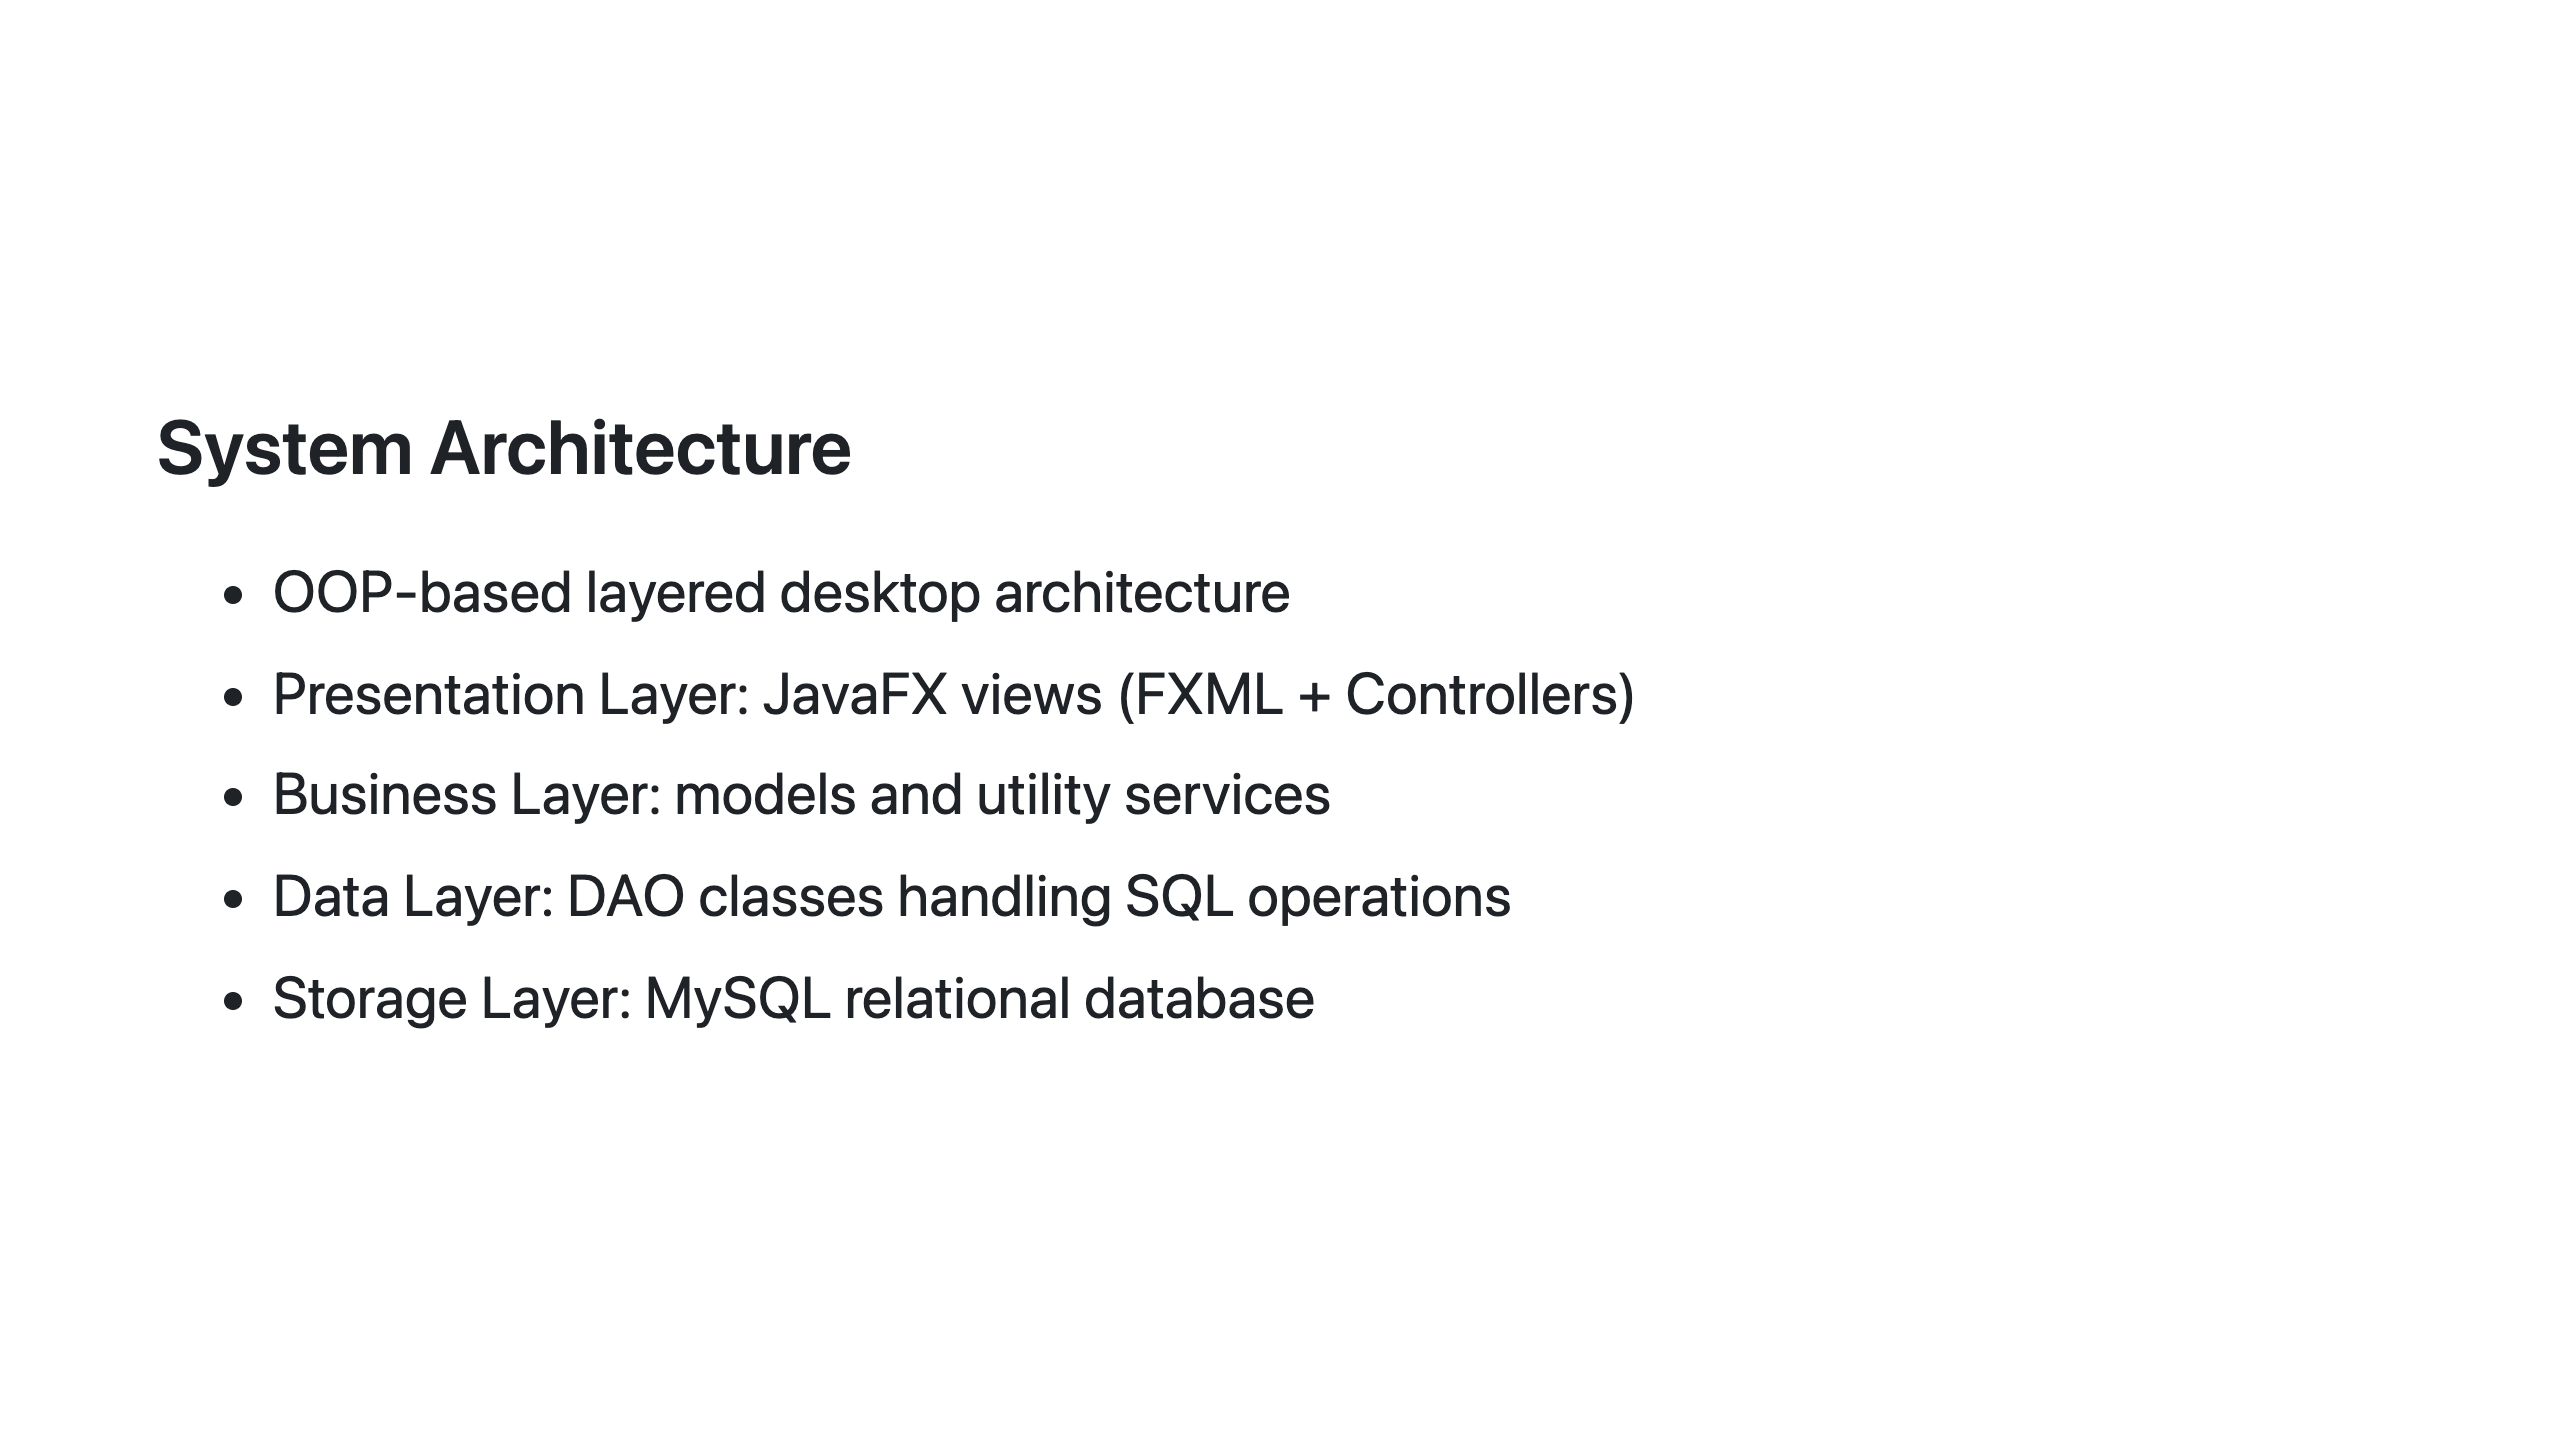 System Architecture
• OOP-based layered desktop architecture
• Presentation Layer: JavaFX views (FXML + Controllers)
• Business Layer: models and utility services
• Data Layer: DAO classes handling SQL operations
• Storage Layer: MySQL relational database